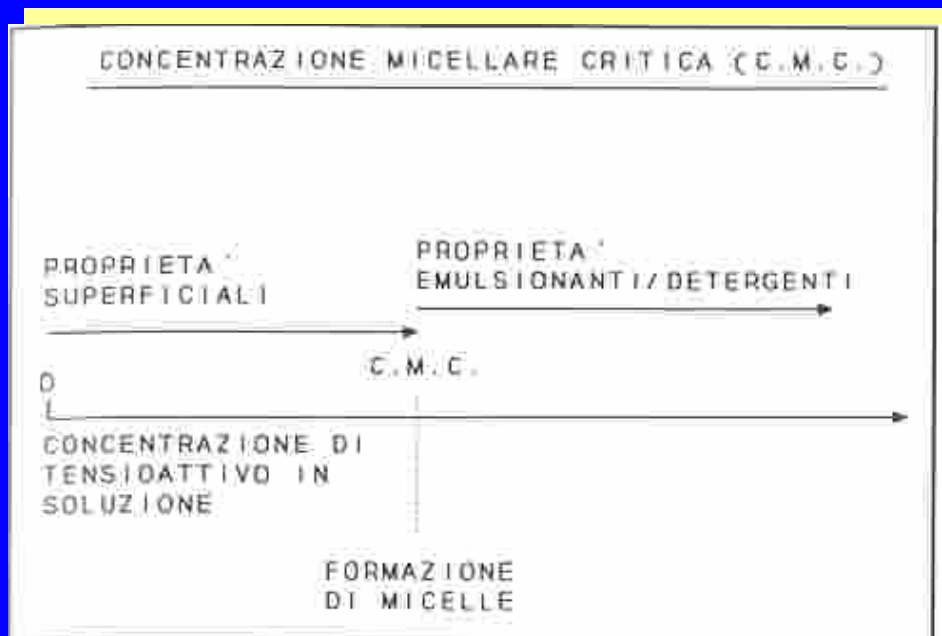 CONCENTRAZIONE MICELLARE CRITICA (C.M.C.)
PROPRIETA'
SUPERFICIALI
PROPRIETA'
EMULSIONANTI/DETERGENTI
C.M.C.
0
CONCENTRAZIONE DI
TENSIOATTIVO IN
SOLUZIONE
FORMAZIONE
DI MICELLE